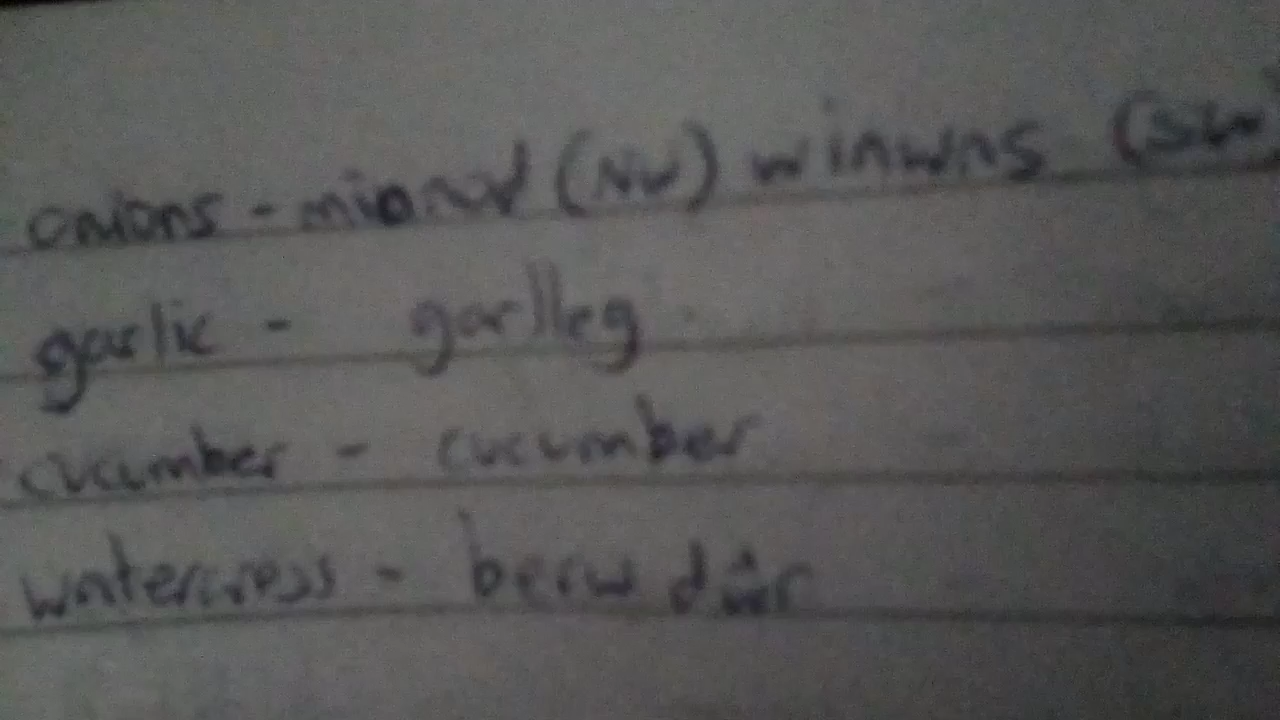 onions - nionod (NW) winwns (SW)
garlic - garlleg
cucumber - cucumber
watercress - berw dŵr